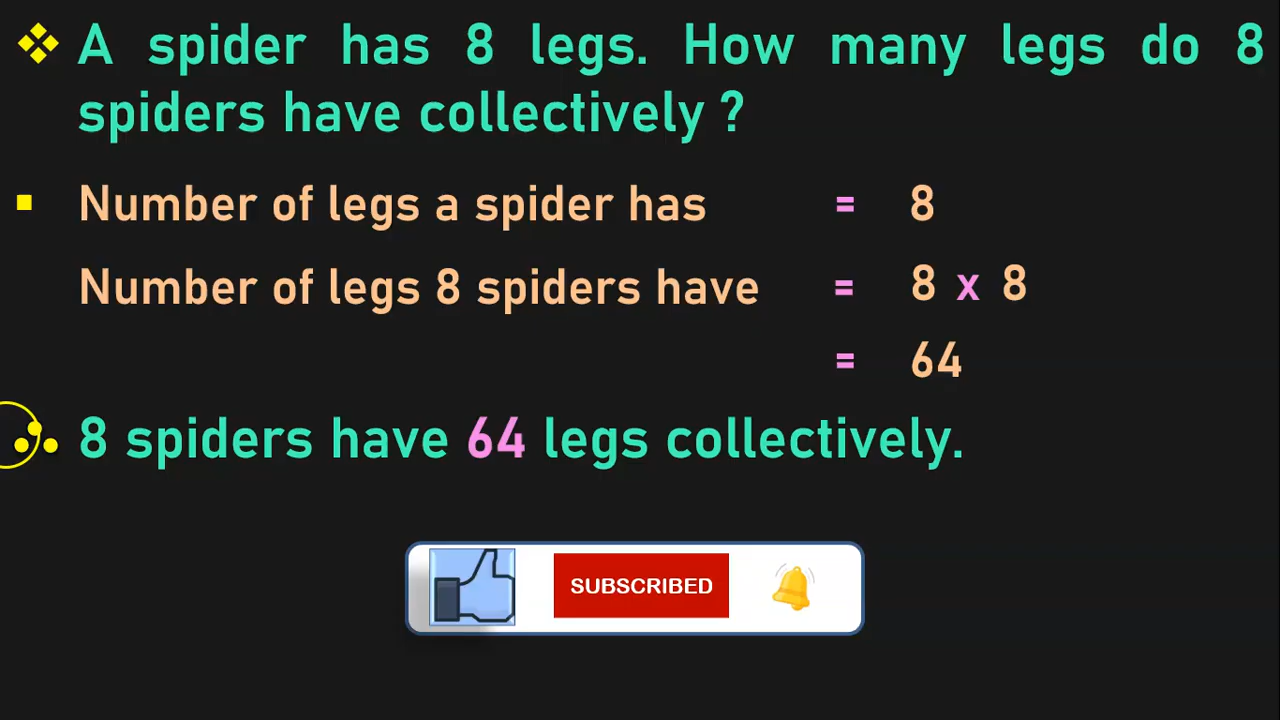 A spider has 8 legs. How many legs do 8
spiders have collectively ?
Number of legs a spider has = 8
Number of legs 8 spiders have = 8 x 8
= 64
∴ 8 spiders have 64 legs collectively.
SUBSCRIBED